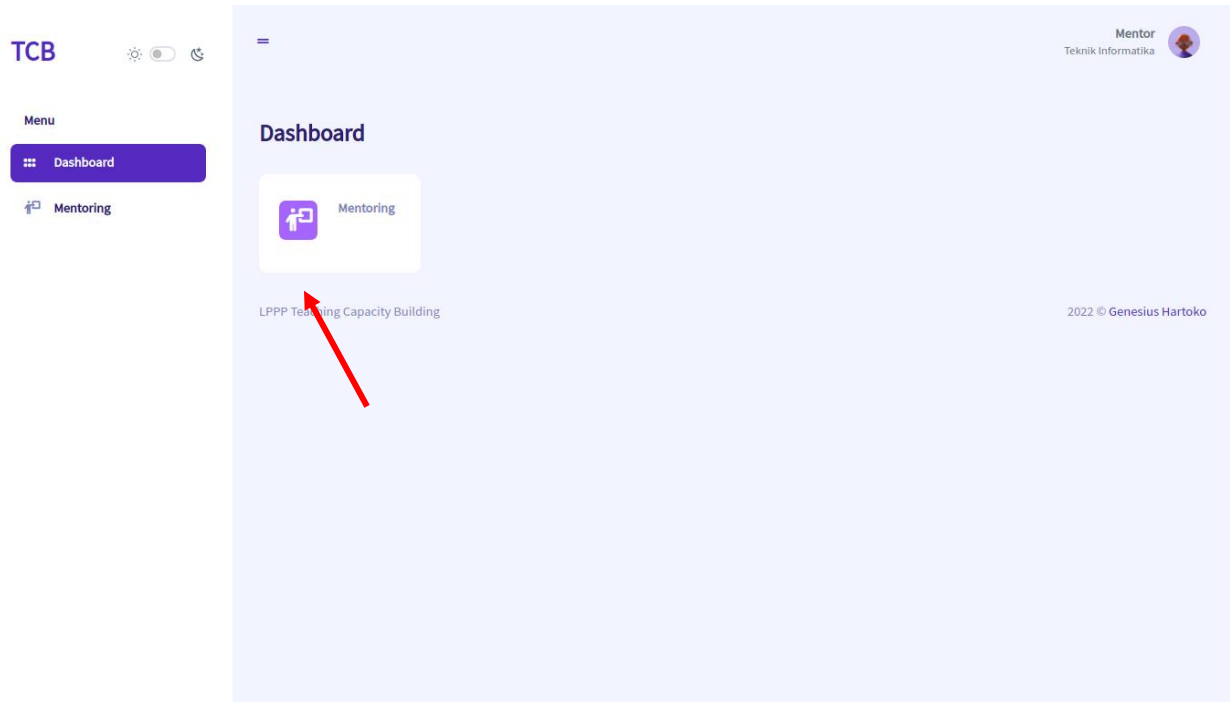 TCB
Menu
Dashboard
Mentoring
Mentor
Teknik Informatika
Dashboard
Mentoring
LPPP Teaching Capacity Building
2022 © Genesius Hartoko